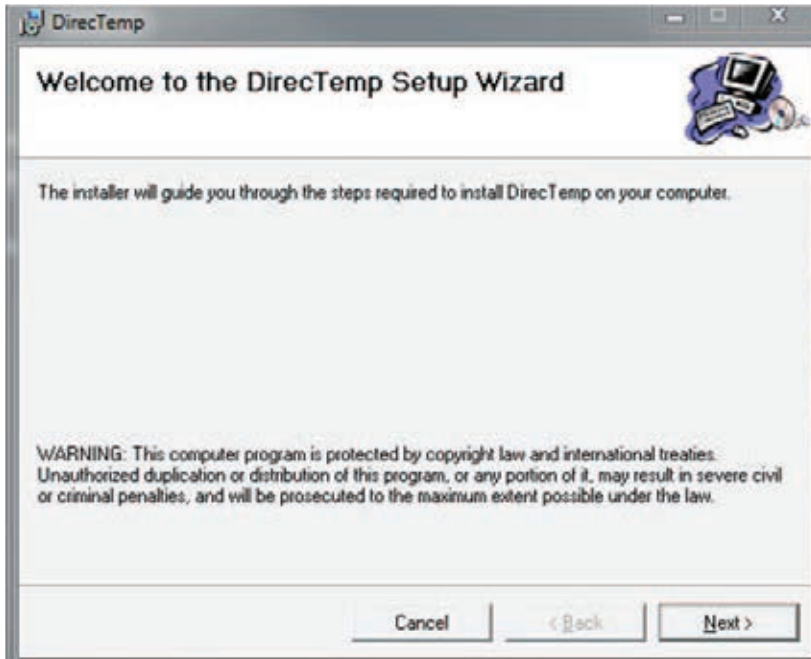 DirecTemp
Welcome to the DirecTemp Setup Wizard
The installer will guide you through the steps required to install DirecTemp on your computer.
WARNING: This computer program is protected by copyright law and international treaties.
Unauthorized duplication or distribution of this program, or any portion of it, may result in severe civil
or criminal penalties, and will be prosecuted to the maximum extent possible under the law.
Cancel
< Back
Next >